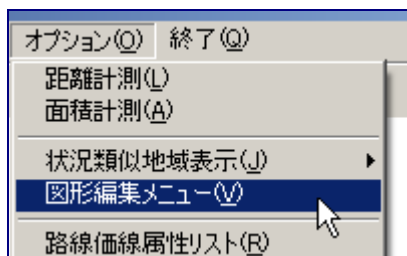 オプション(O) 終了(Q)
距離計測(L)
面積計測(A)
状況類似地域表示(J)
図形編集メニュー(V)
路線価線属性リスト(R)